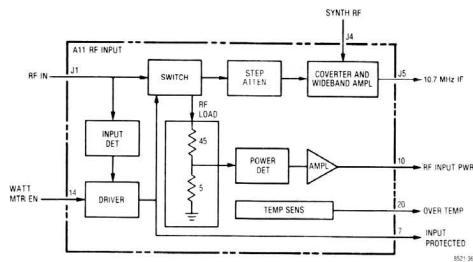 SYNTH RF
J4
A11 RF INPUT
RF IN
J1
SWITCH
STEP
ATTEN
COVERTER AND
WIDEBAND AMPL
J5
10.7 MHz IF
RF
LOAD
INPUT
DET
45
POWER
DET
AMPL
10
RF INPUT PWR
WATT
MTR EN
14
DRIVER
5
TEMP SENS
20
OVER TEMP
7
INPUT
PROTECTED